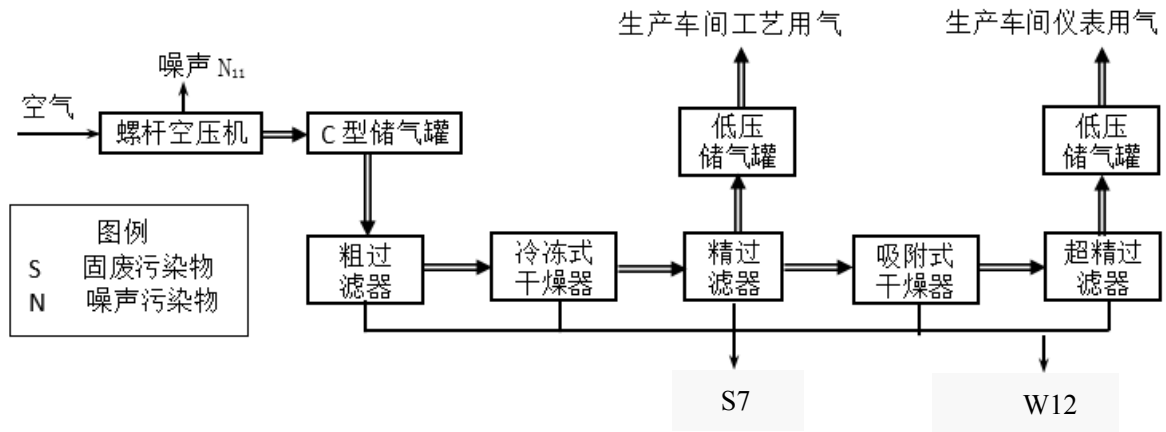 生产车间工艺用气
生产车间仪表用气
噪声 N₁₁
空气
螺杆空压机
C 型储气罐
低压
储气罐
低压
储气罐
图例
S 固废污染物
N 噪声污染物
粗过
滤器
冷冻式
干燥器
精过
滤器
吸附式
干燥器
超精过
滤器
S7
W12